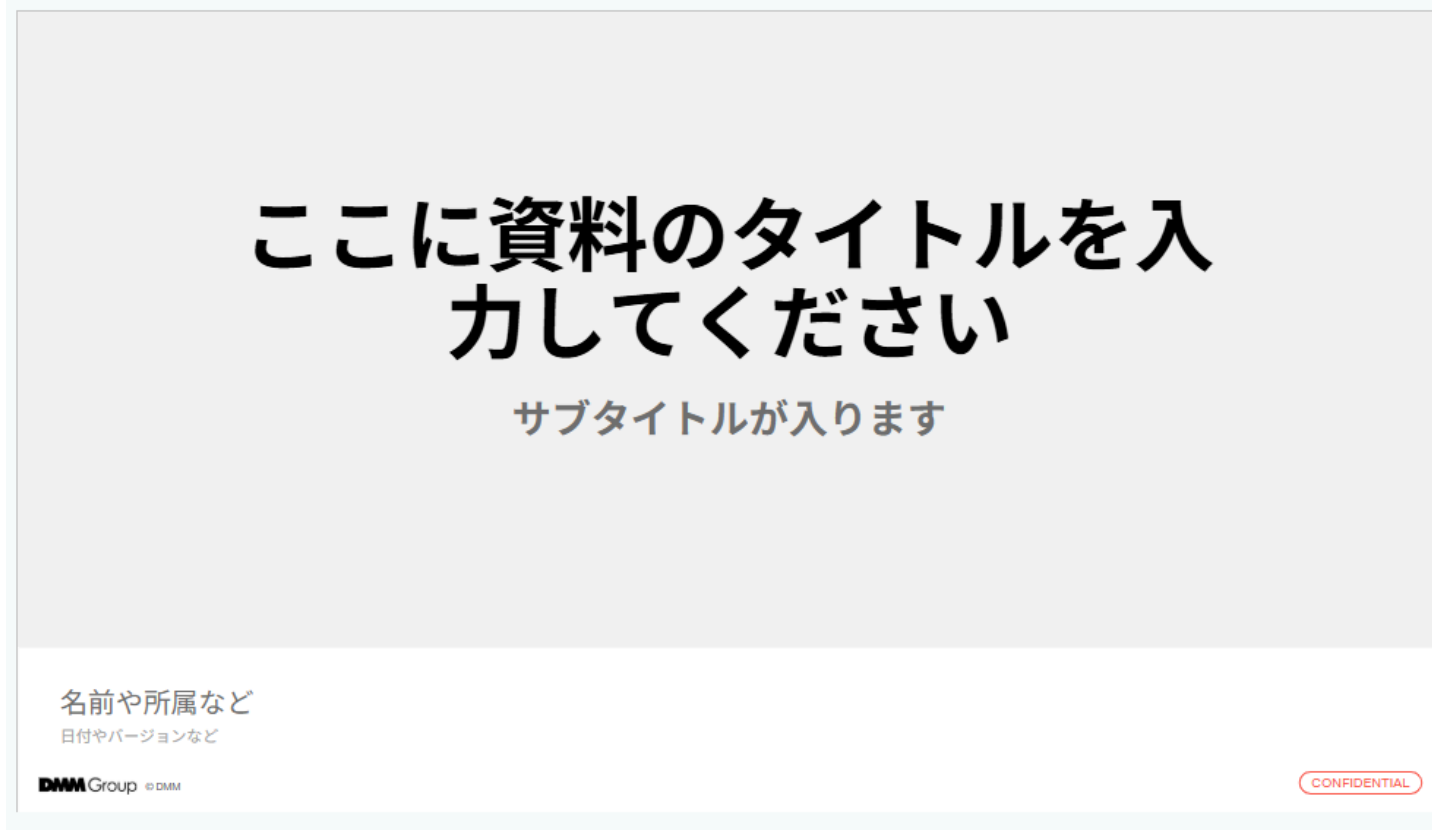 ここに資料のタイトルを入
力してください
サブタイトルが入ります
名前や所属など
日付やバージョンなど
DMM Group © DMM
CONFIDENTIAL